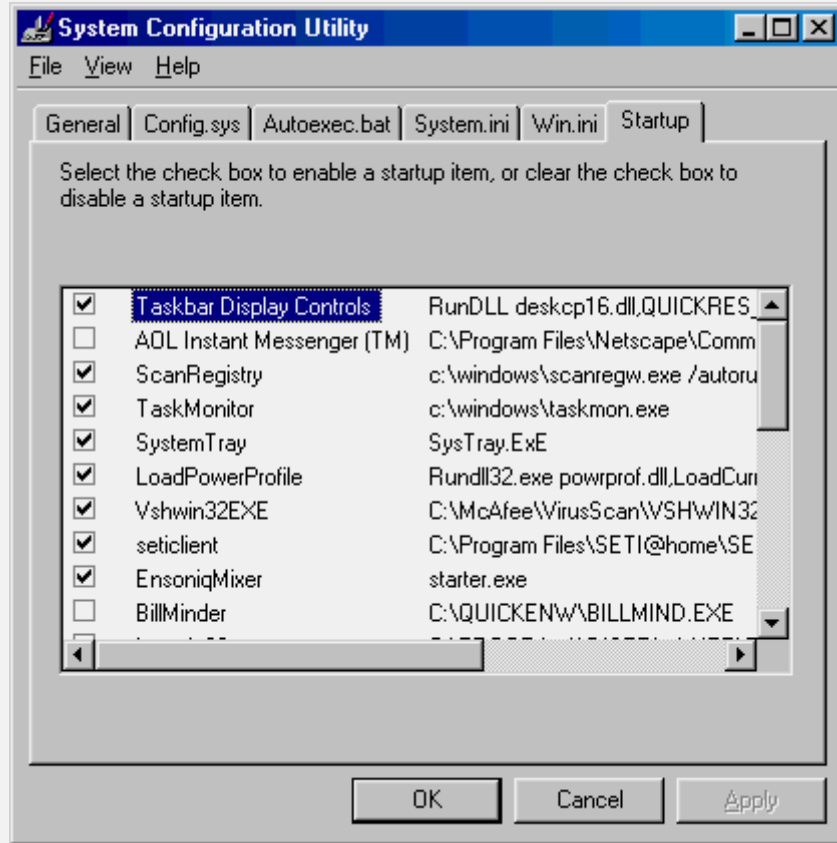 System Configuration Utility
File View Help
General Config.sys Autoexec.bat System.ini Win.ini Startup
Select the check box to enable a startup item, or clear the check box to
disable a startup item.
Taskbar Display Controls RunDLL deskcp16.dll,QUICKRES_
AOL Instant Messenger (TM) C:\Program Files\Netscape\Comm
ScanRegistry c:\windows\scanregw.exe /autoru
TaskMonitor c:\windows\taskmon.exe
SystemTray SysTray.ExE
LoadPowerProfile Rundll32.exe powrprof.dll,LoadCurr
Vshwin32EXE C:\McAfee\VirusScan\VSHWIN32
seticlient C:\Program Files\SETI@home\SE
EnsoniqMixer starter.exe
BillMinder C:\QUICKENW\BILLMIND.EXE
OK Cancel Apply